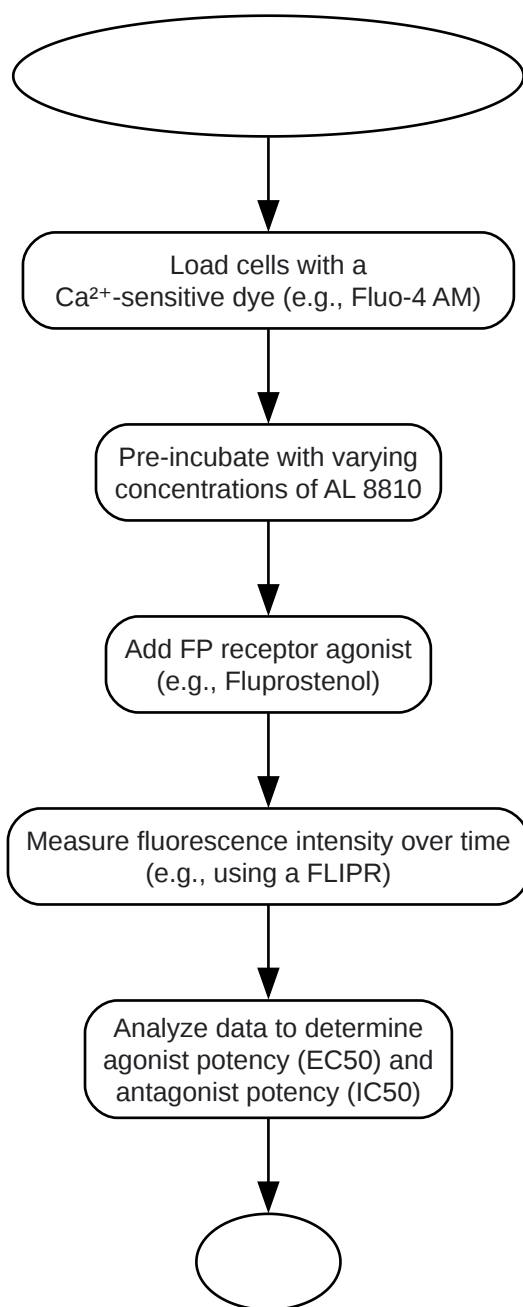 Load cells with a
Ca²⁺-sensitive dye (e.g., Fluo-4 AM)
Pre-incubate with varying
concentrations of AL 8810
Add FP receptor agonist
(e.g., Fluprostenol)
Measure fluorescence intensity over time
(e.g., using a FLIPR)
Analyze data to determine
agonist potency (EC50) and
antagonist potency (IC50)